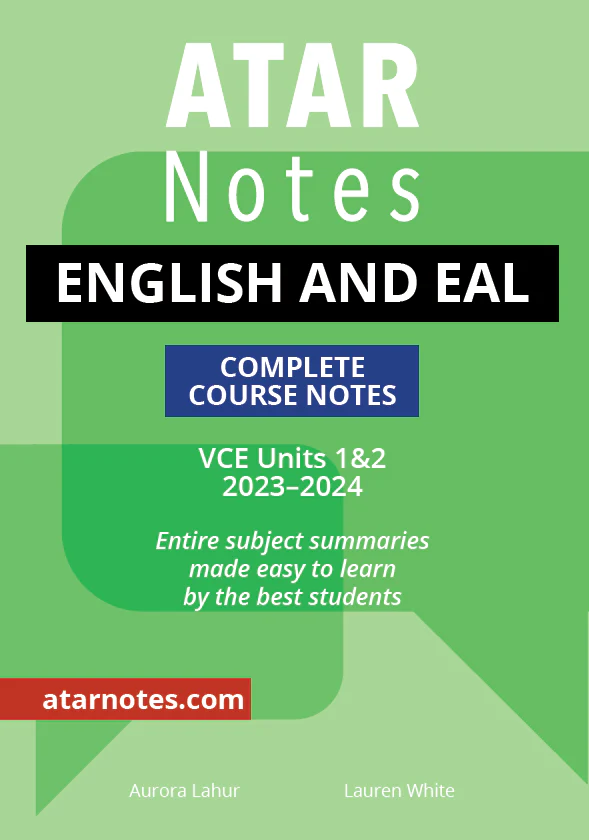 ATAR
Notes
ENGLISH AND EAL
COMPLETE
COURSE NOTES
VCE Units 1&2
2023–2024
Entire subject summaries
made easy to learn
by the best students
atarnotes.com
Aurora Lahur Lauren White